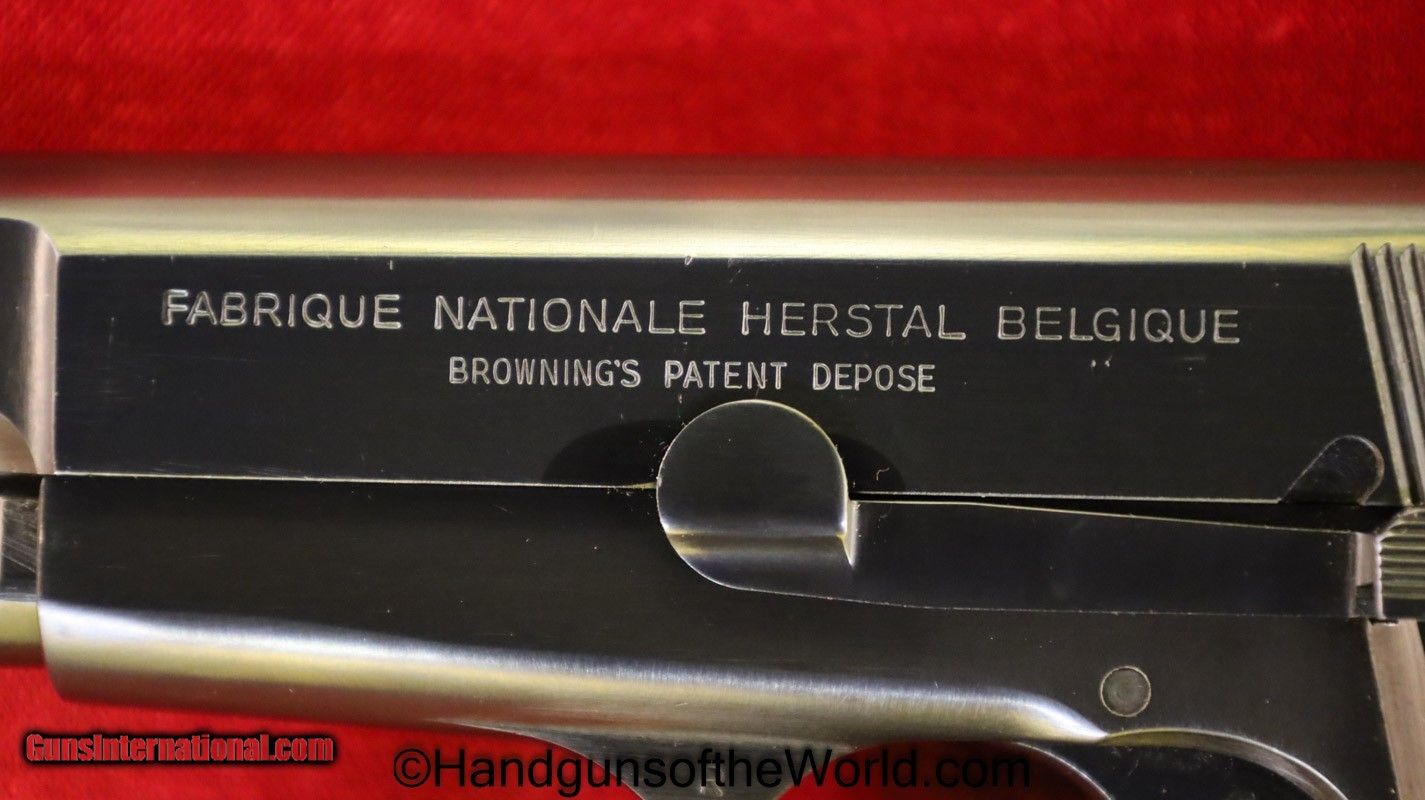 FABRIQUE NATIONALE HERSTAL BELGIQUE
BROWNING'S PATENT DEPOSE
GunsInternational.com
©HandgunsoftheWorld.com